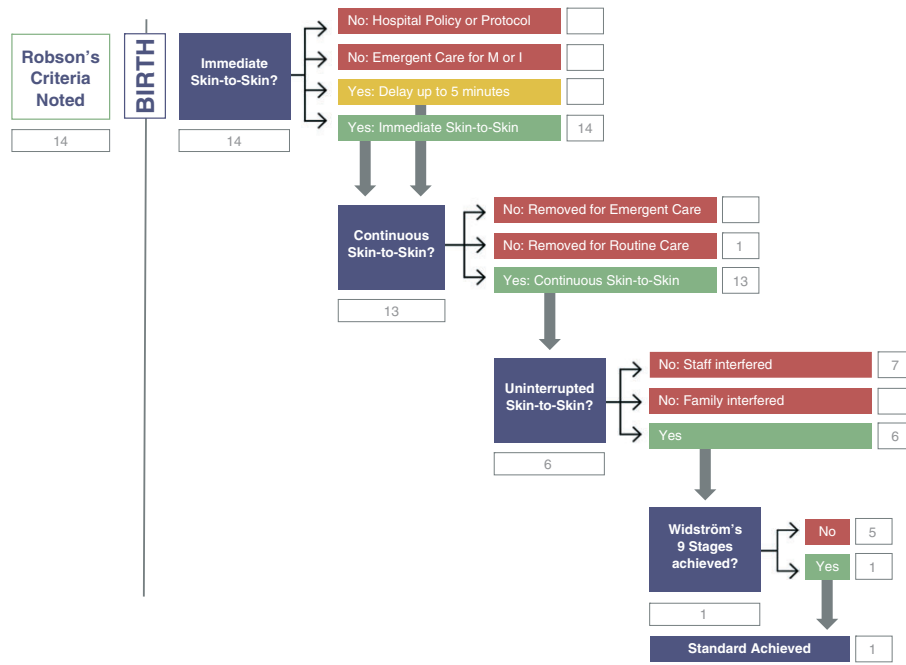 Robson's
Criteria
Noted
14
BIRTH
Immediate
Skin-to-Skin?
14
No: Hospital Policy or Protocol
No: Emergent Care for M or I
Yes: Delay up to 5 minutes
Yes: Immediate Skin-to-Skin 14
Continuous
Skin-to-Skin?
13
No: Removed for Emergent Care
No: Removed for Routine Care 1
Yes: Continuous Skin-to-Skin 13
Uninterrupted
Skin-to-Skin?
6
No: Staff interfered 7
No: Family interfered
Yes 6
Widström's
9 Stages
achieved?
1
No 5
Yes 1
Standard Achieved 1